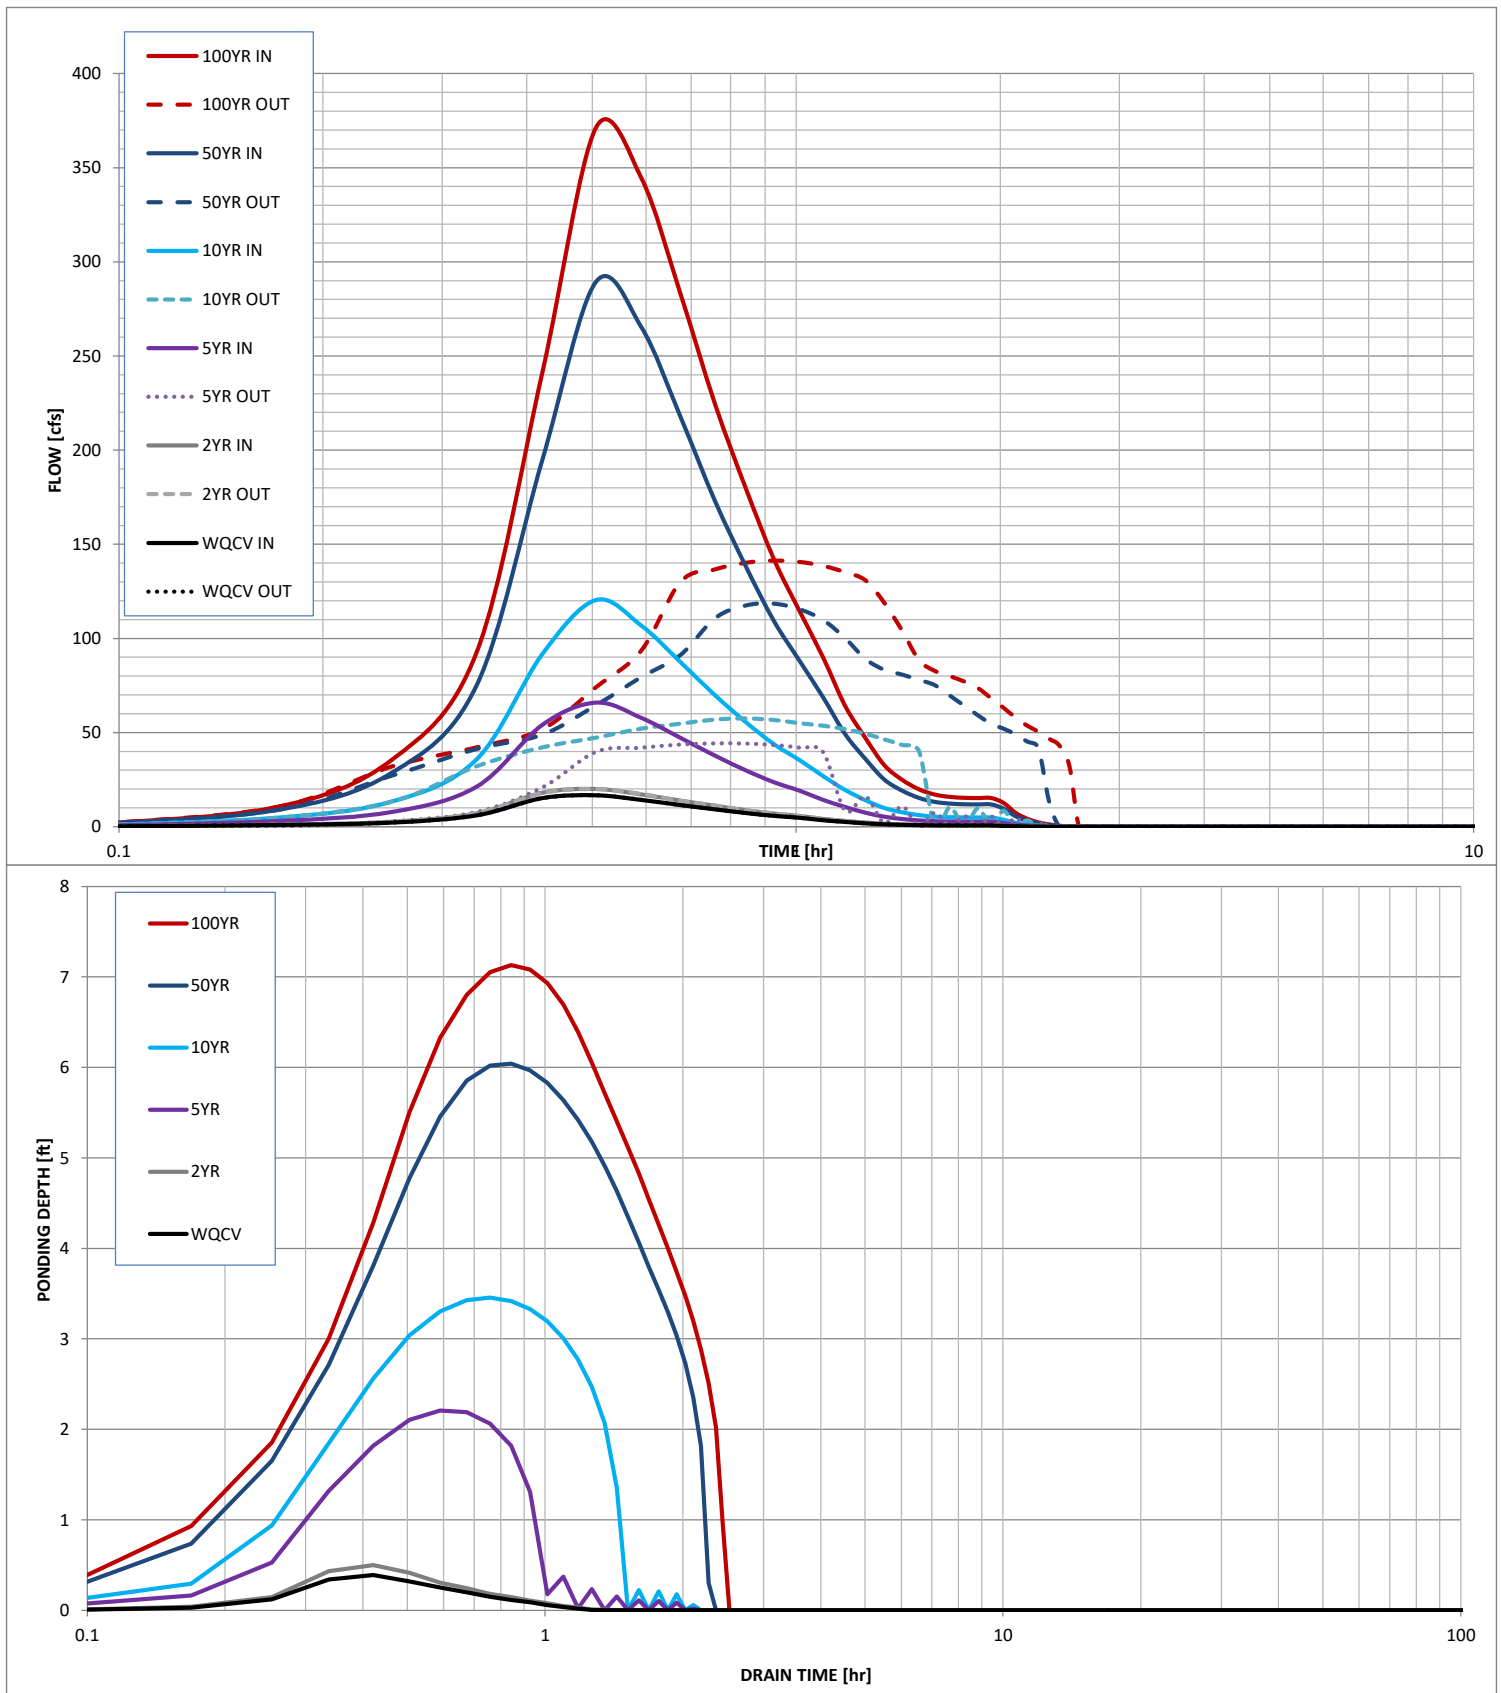 100YR IN
100YR OUT
50YR IN
50YR OUT
10YR IN
10YR OUT
5YR IN
5YR OUT
2YR IN
2YR OUT
WQCV IN
WQCV OUT
400
350
300
250
200
150
100
50
0
FLOW [cfs]
0.1
1
10
TIME [hr]
100YR
50YR
10YR
5YR
2YR
WQCV
8
7
6
5
4
3
2
1
0
PONDING DEPTH [ft]
0.1
1
10
100
DRAIN TIME [hr]